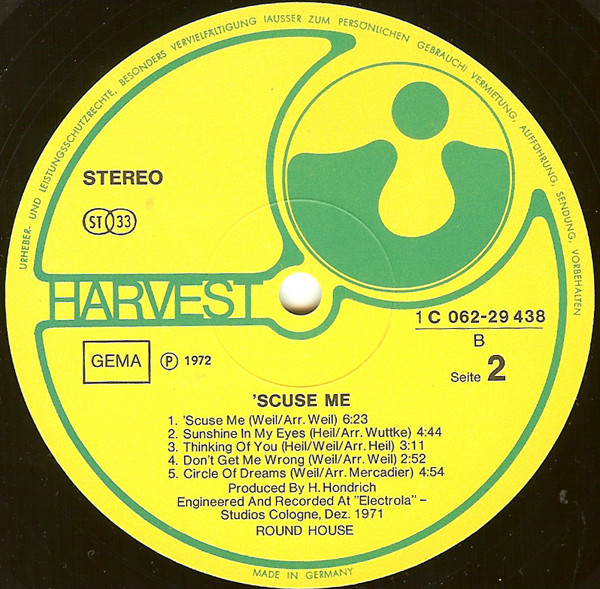 URHEBER- UND LEISTUNGSSCHUTZRECHTE, BESONDERS VERVIELFÄLTIGUNG (AUSSER ZUM PERSÖNLICHEN GEBRAUCH) VERMIETUNG, AUFFÜHRUNG, SENDUNG, VORBEHALTEN
STEREO
ST 33
HARVEST
1 C 062-29 438
B
Seite 2
GEMA
Ⓟ 1972
'SCUSE ME
1. 'Scuse Me (Weil/Arr. Weil) 6:23
2. Sunshine In My Eyes (Heil/Arr. Wuttke) 4:44
3. Thinking Of You (Heil/Weil/Arr. Heil) 3:11
4. Don't Get Me Wrong (Weil/Arr. Weil) 2:52
5. Circle Of Dreams (Weil/Arr. Mercadier) 4:54
Produced By H. Hondrich
Engineered And Recorded At "Electrola" –
Studios Cologne, Dez. 1971
ROUND HOUSE
MADE IN GERMANY